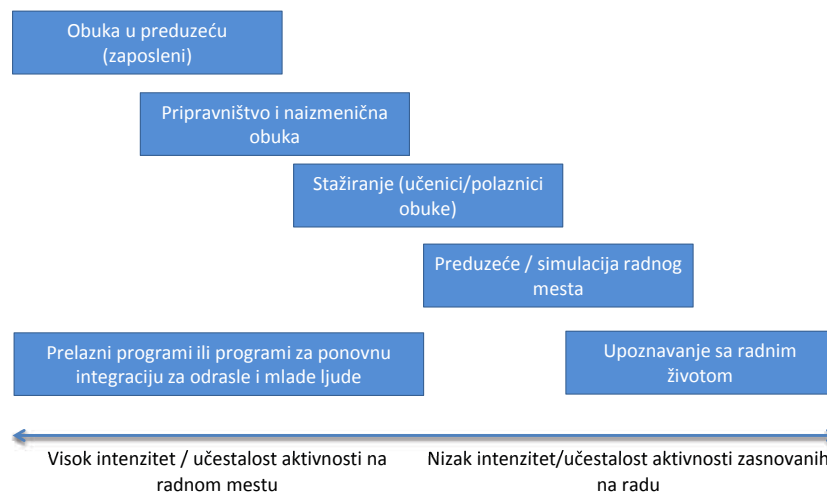 Obuka u preduzeću
(zaposleni)
Pripravništvo i naizmenična
obuka
Stažiranje (učenici/polaznici
obuke)
Preduzeće / simulacija radnog
mesta
Prelazni programi ili programi za ponovnu
integraciju za odrasle i mlade ljude
Upoznavanje sa radnim
životom
Visok intenzitet / učestalost aktivnosti na
radnom mestu
Nizak intenzitet/učestalost aktivnosti zasnovanih
na radu